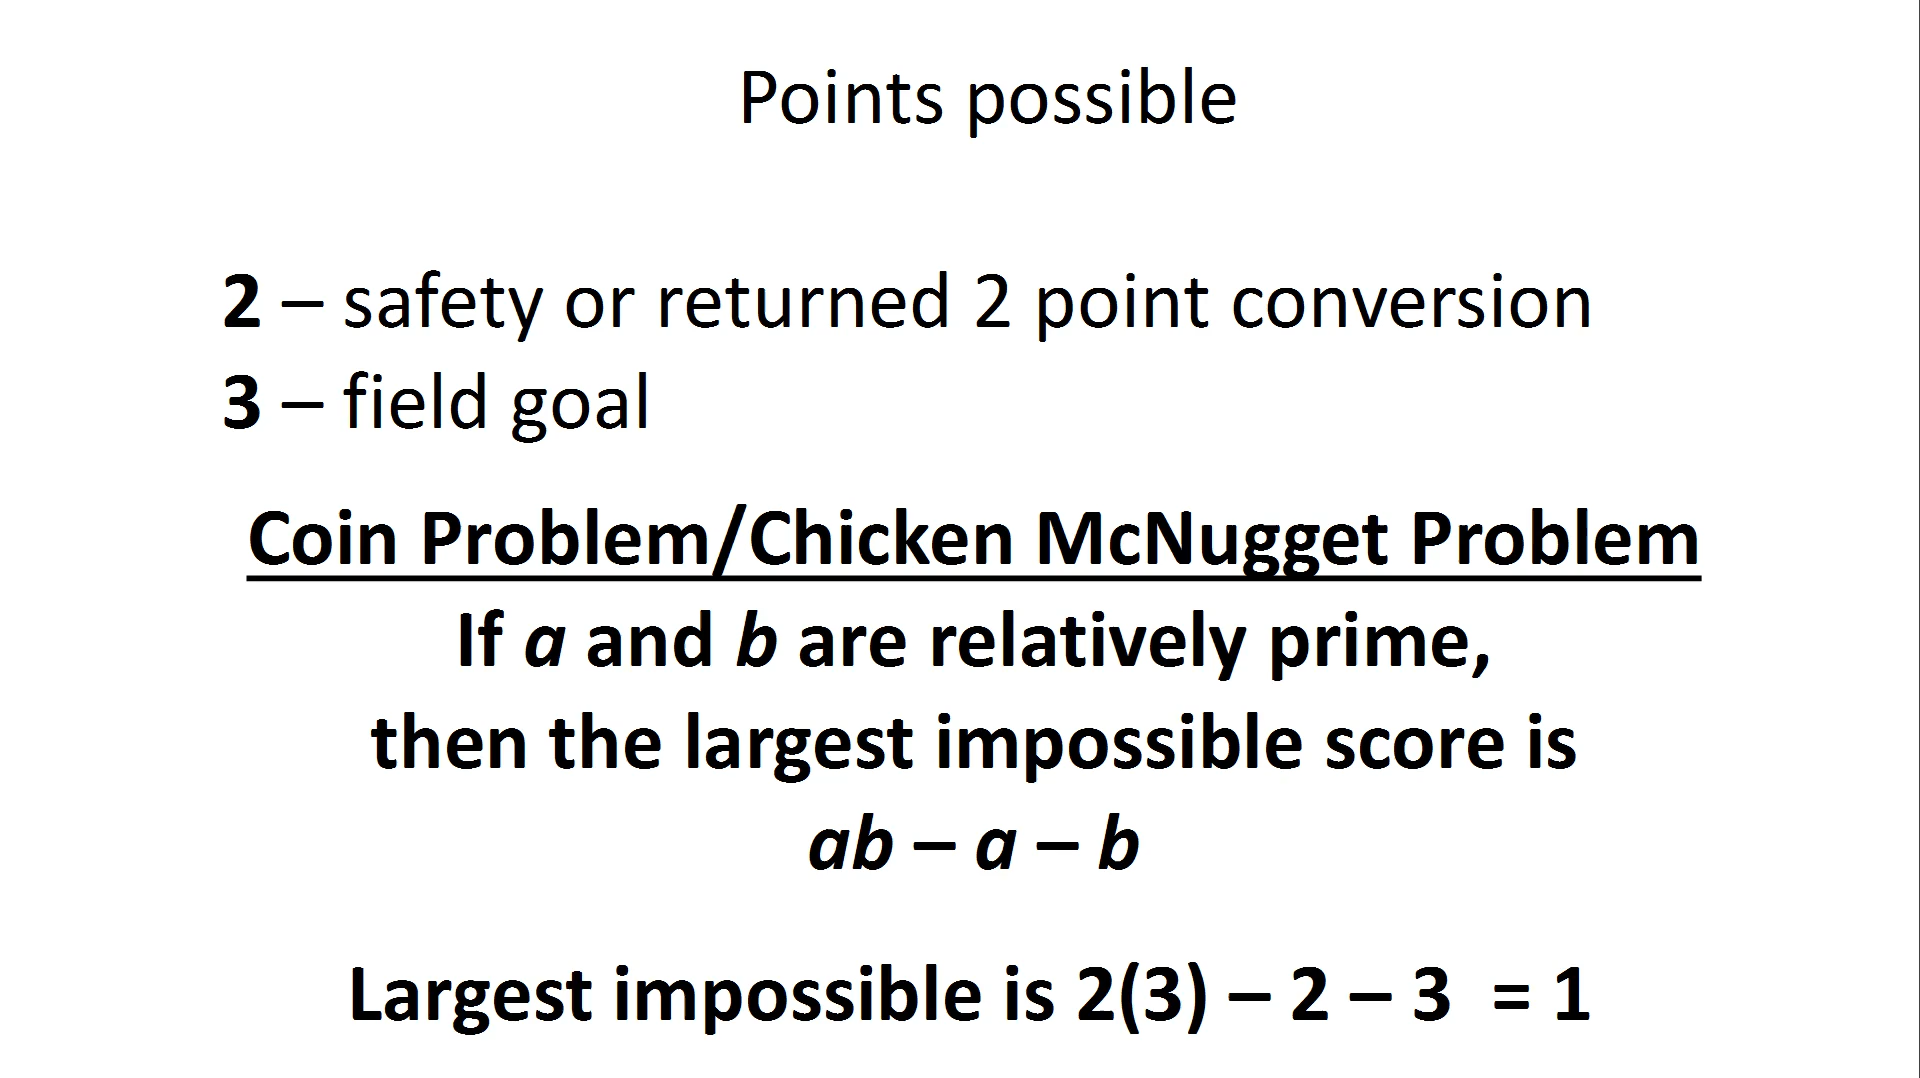 Points possible
2 – safety or returned 2 point conversion
3 – field goal
Coin Problem/Chicken McNugget Problem
If a and b are relatively prime,
then the largest impossible score is
ab – a – b
Largest impossible is 2(3) – 2 – 3 = 1